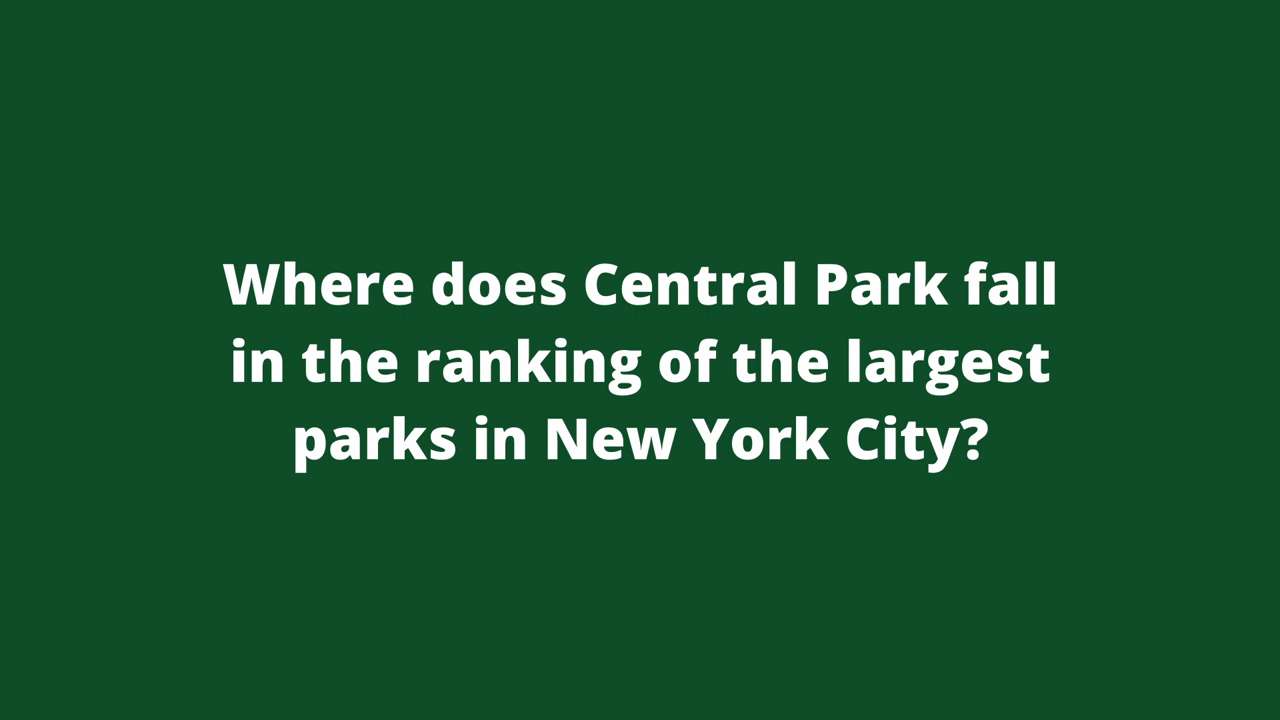 Where does Central Park fall
in the ranking of the largest
parks in New York City?